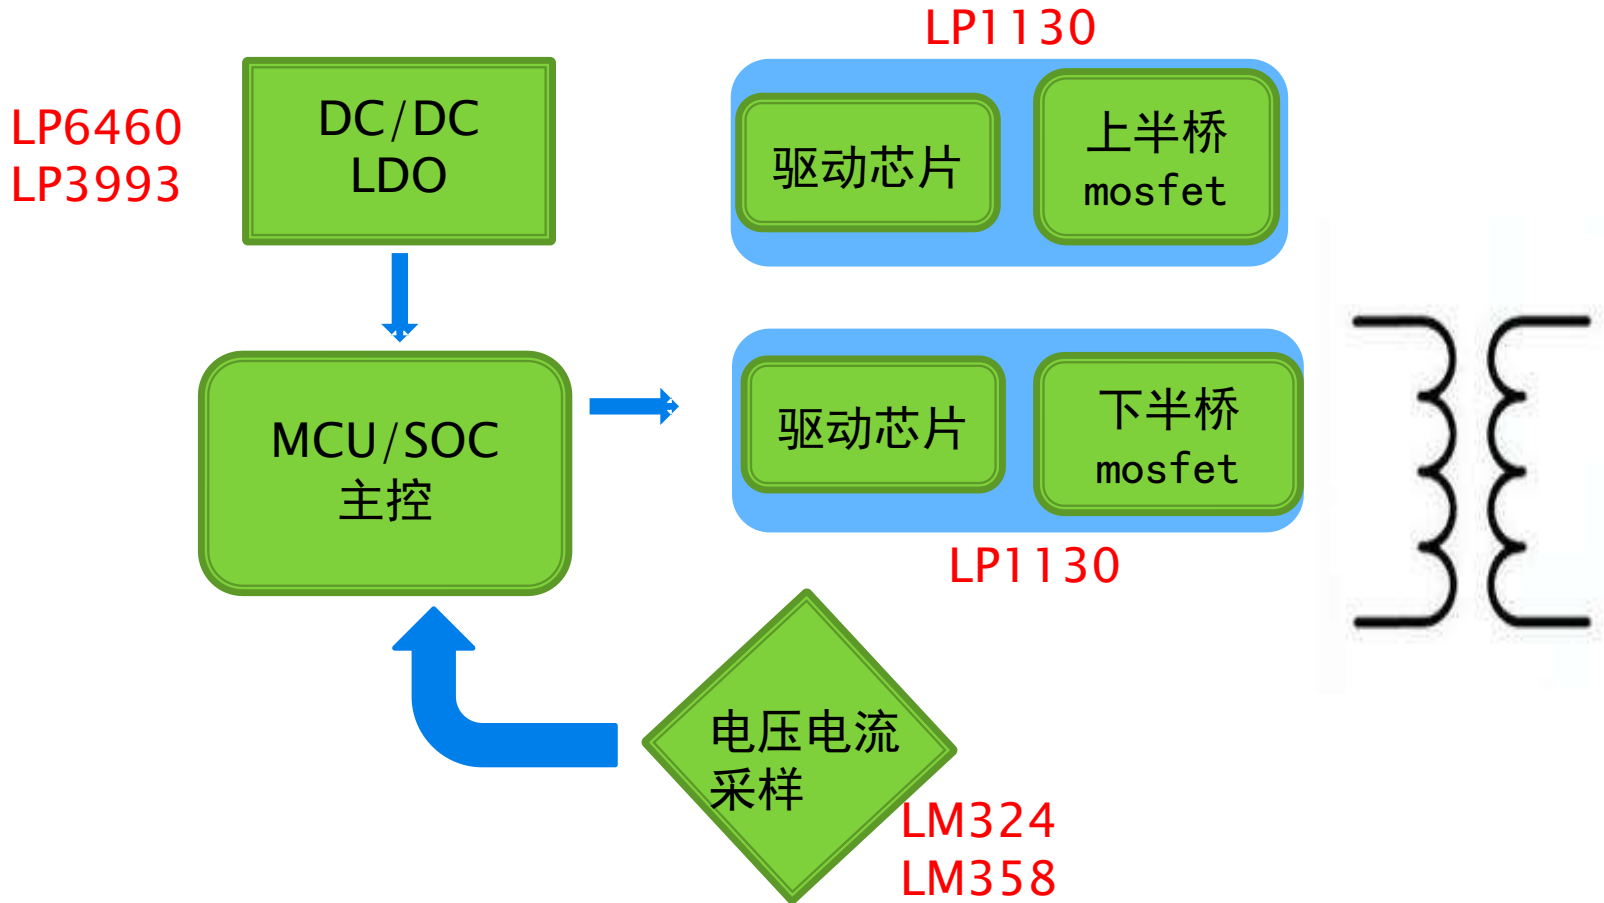 LP1130
LP6460
LP3993
DC/DC
LDO
驱动芯片
上半桥
mosfet
MCU/SOC
主控
驱动芯片
下半桥
mosfet
LP1130
电压电流
采样
LM324
LM358